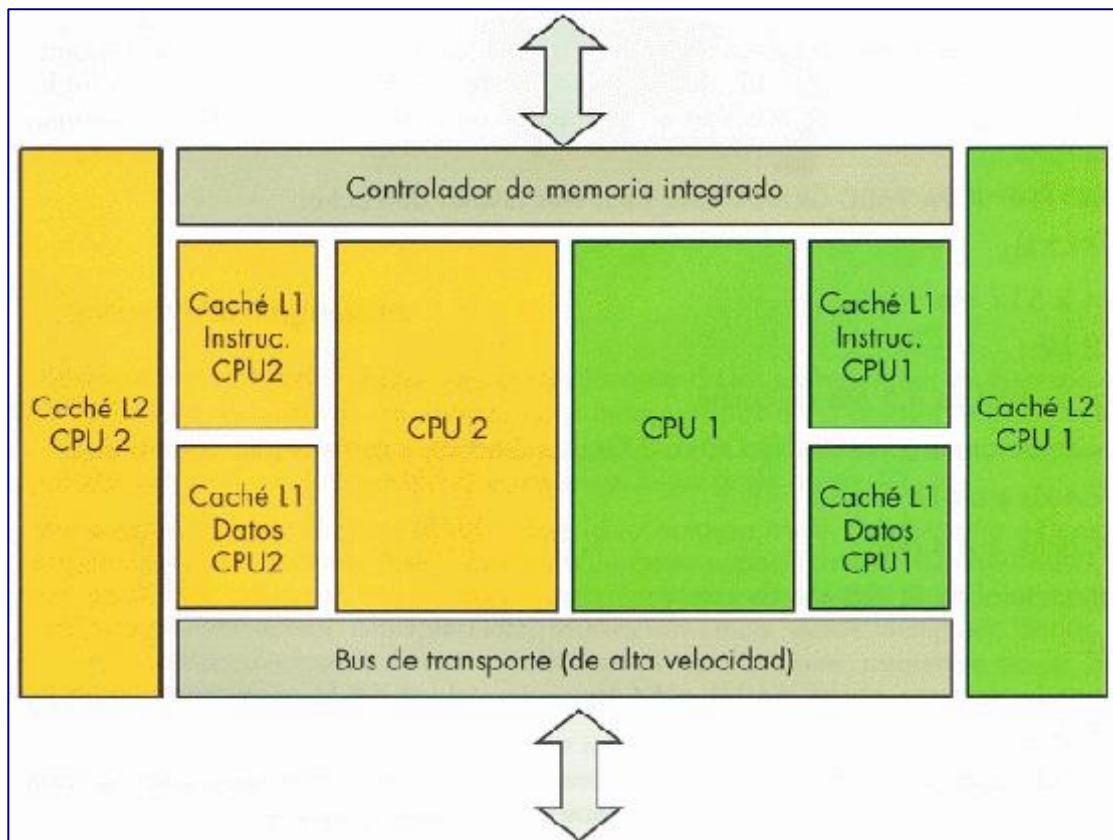 Controlador de memoria integrado
Caché L2
CPU 2
Caché L1
Instruc.
CPU2
Caché L1
Datos
CPU2
CPU 2
CPU 1
Caché L1
Instruc.
CPU1
Caché L1
Datos
CPU1
Caché L2
CPU 1
Bus de transporte (de alta velocidad)